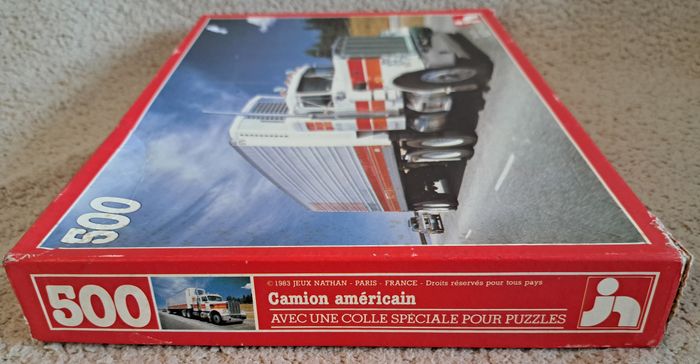 500
500
© 1983 JEUX NATHAN - PARIS - FRANCE - Droits réservés pour tous pays
Camion américain
AVEC UNE COLLE SPÉCIALE POUR PUZZLES
jn